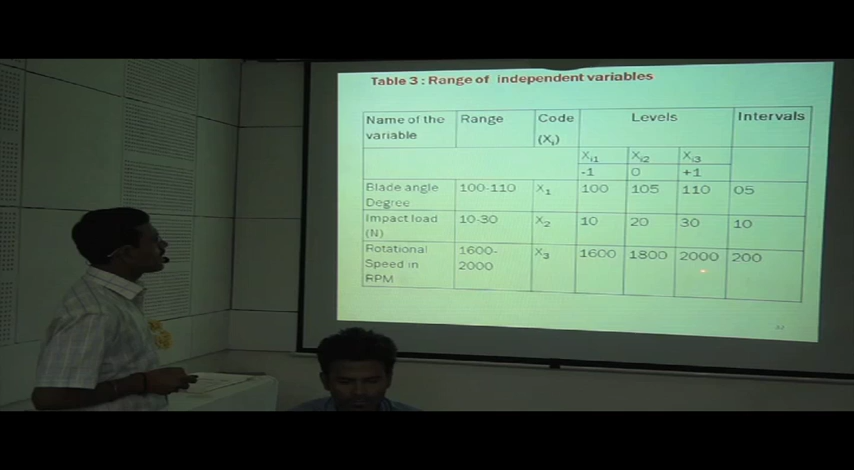 Table 3 : Range of independent variables
Name of the variable Range Code (Xi) Levels Intervals
Xi1 Xi2 Xi3
-1 0 +1
Blade angle Degree 100-110 X1 100 105 110 05
Impact load (N) 10-30 X2 10 20 30 10
Rotational Speed in RPM 1600-2000 X3 1600 1800 2000 200